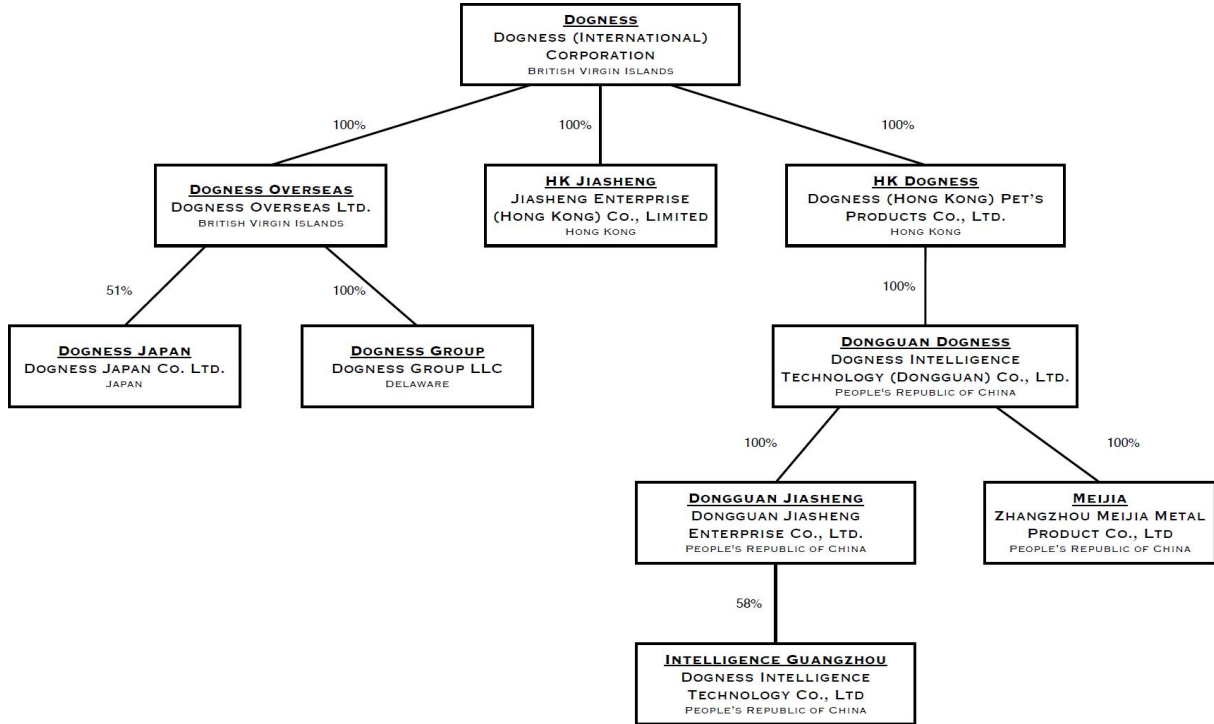 Dogness
Dogness (International)
Corporation
British Virgin Islands
100%
100%
100%
Dogness Overseas
Dogness Overseas Ltd.
British Virgin Islands
HK Jiasheng
Jiasheng Enterprise
(Hong Kong) Co., Limited
Hong Kong
HK Dogness
Dogness (Hong Kong) Pet's
Products Co., Ltd.
Hong Kong
51%
100%
100%
Dogness Japan
Dogness Japan Co. Ltd.
Japan
Dogness Group
Dogness Group LLC
Delaware
Dongguan Dogness
Dogness Intelligence
Technology (Dongguan) Co., Ltd.
People's Republic of China
100%
100%
Dongguan Jiasheng
Dongguan Jiasheng
Enterprise Co., Ltd.
People's Republic of China
Meijia
Zhangzhou Meijia Metal
Product Co., Ltd
People's Republic of China
58%
Intelligence Guangzhou
Dogness Intelligence
Technology Co., Ltd
People's Republic of China